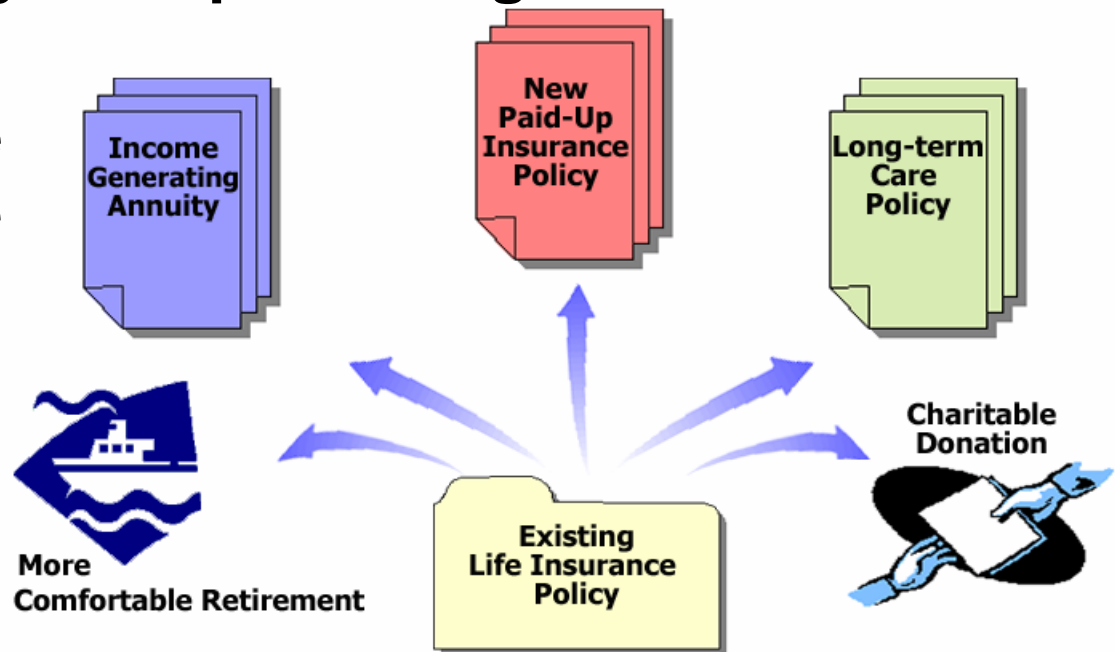 Income
Generating
Annuity
New
Paid-Up
Insurance
Policy
Long-term
Care
Policy
More
Comfortable Retirement
Existing
Life Insurance
Policy
Charitable
Donation